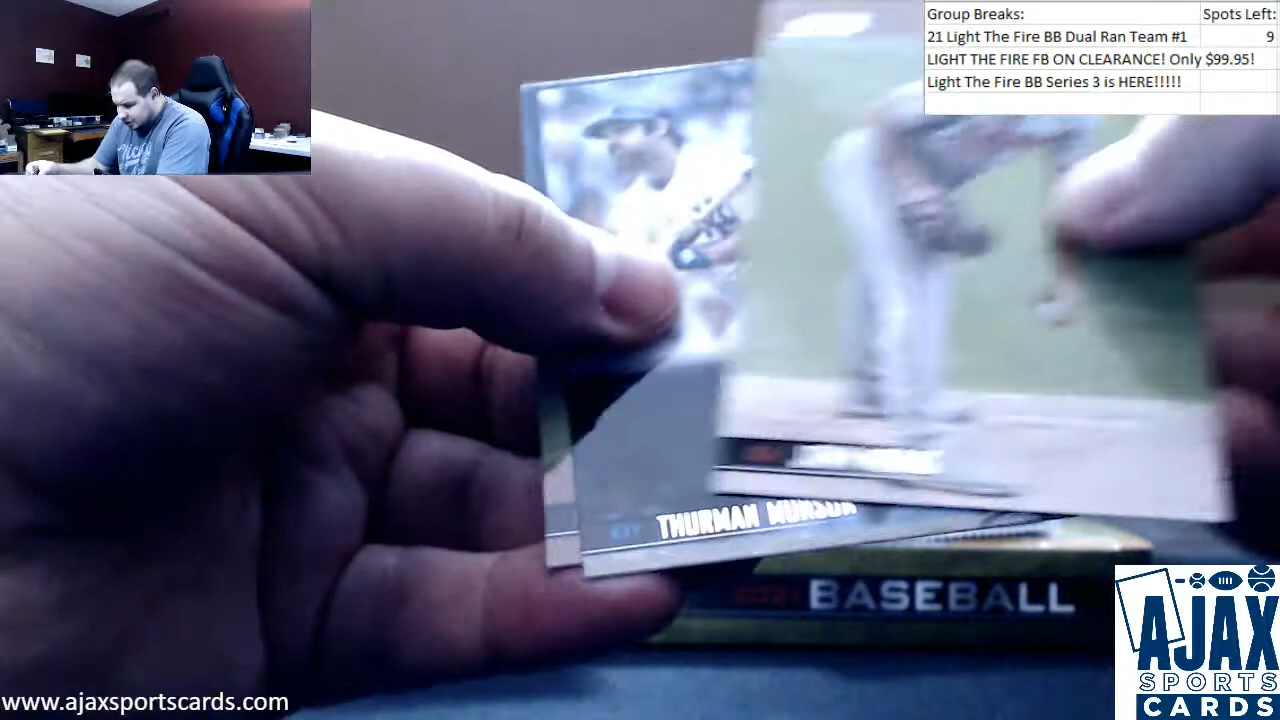 Group Breaks: Spots Left:
21 Light The Fire BB Dual Ran Team #1 9
LIGHT THE FIRE FB ON CLEARANCE! Only $99.95!
Light The Fire BB Series 3 is HERE!!!!!
THURMAN MUNSON
2021 BASEBALL
AJAX
SPORTS
CARDS
www.ajaxsportscards.com